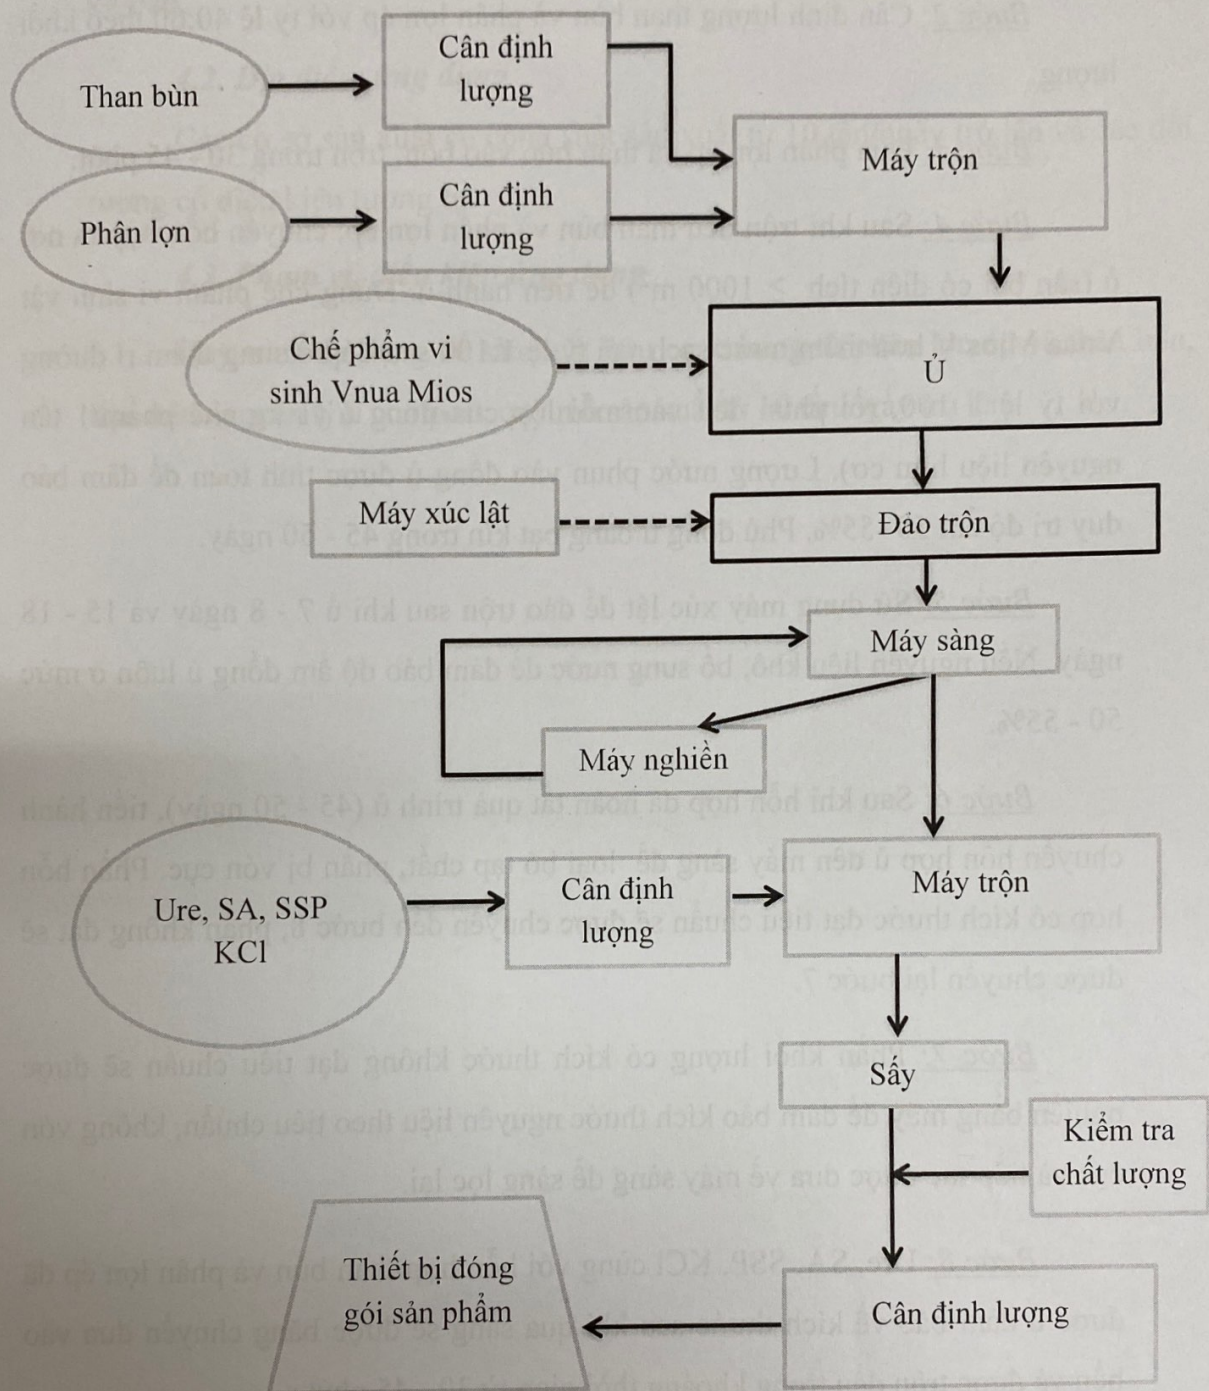 Cân định
lượng
Than bùn
Máy trộn
Cân định
lượng
Phân lợn
Chế phẩm vi
sinh Vnua Mios
Ủ
Máy xúc lật
Đảo trộn
Máy sàng
Máy nghiền
Cân định
lượng
Máy trộn
Ure, SA, SSP
KCl
Sấy
Kiểm tra
chất lượng
Thiết bị đóng
gói sản phẩm
Cân định lượng